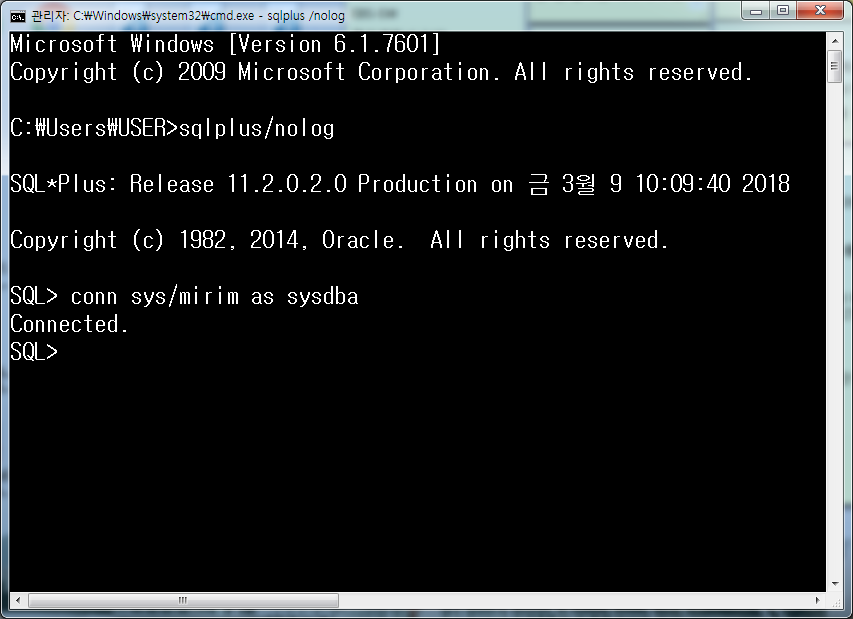 관리자: C:₩Windows₩system32₩cmd.exe - sqlplus /nolog
Microsoft Windows [Version 6.1.7601]
Copyright (c) 2009 Microsoft Corporation. All rights reserved.
C:₩Users₩USER>sqlplus/nolog
SQL*Plus: Release 11.2.0.2.0 Production on 금 3월 9 10:09:40 2018
Copyright (c) 1982, 2014, Oracle.  All rights reserved.
SQL> conn sys/mirim as sysdba
Connected.
SQL>